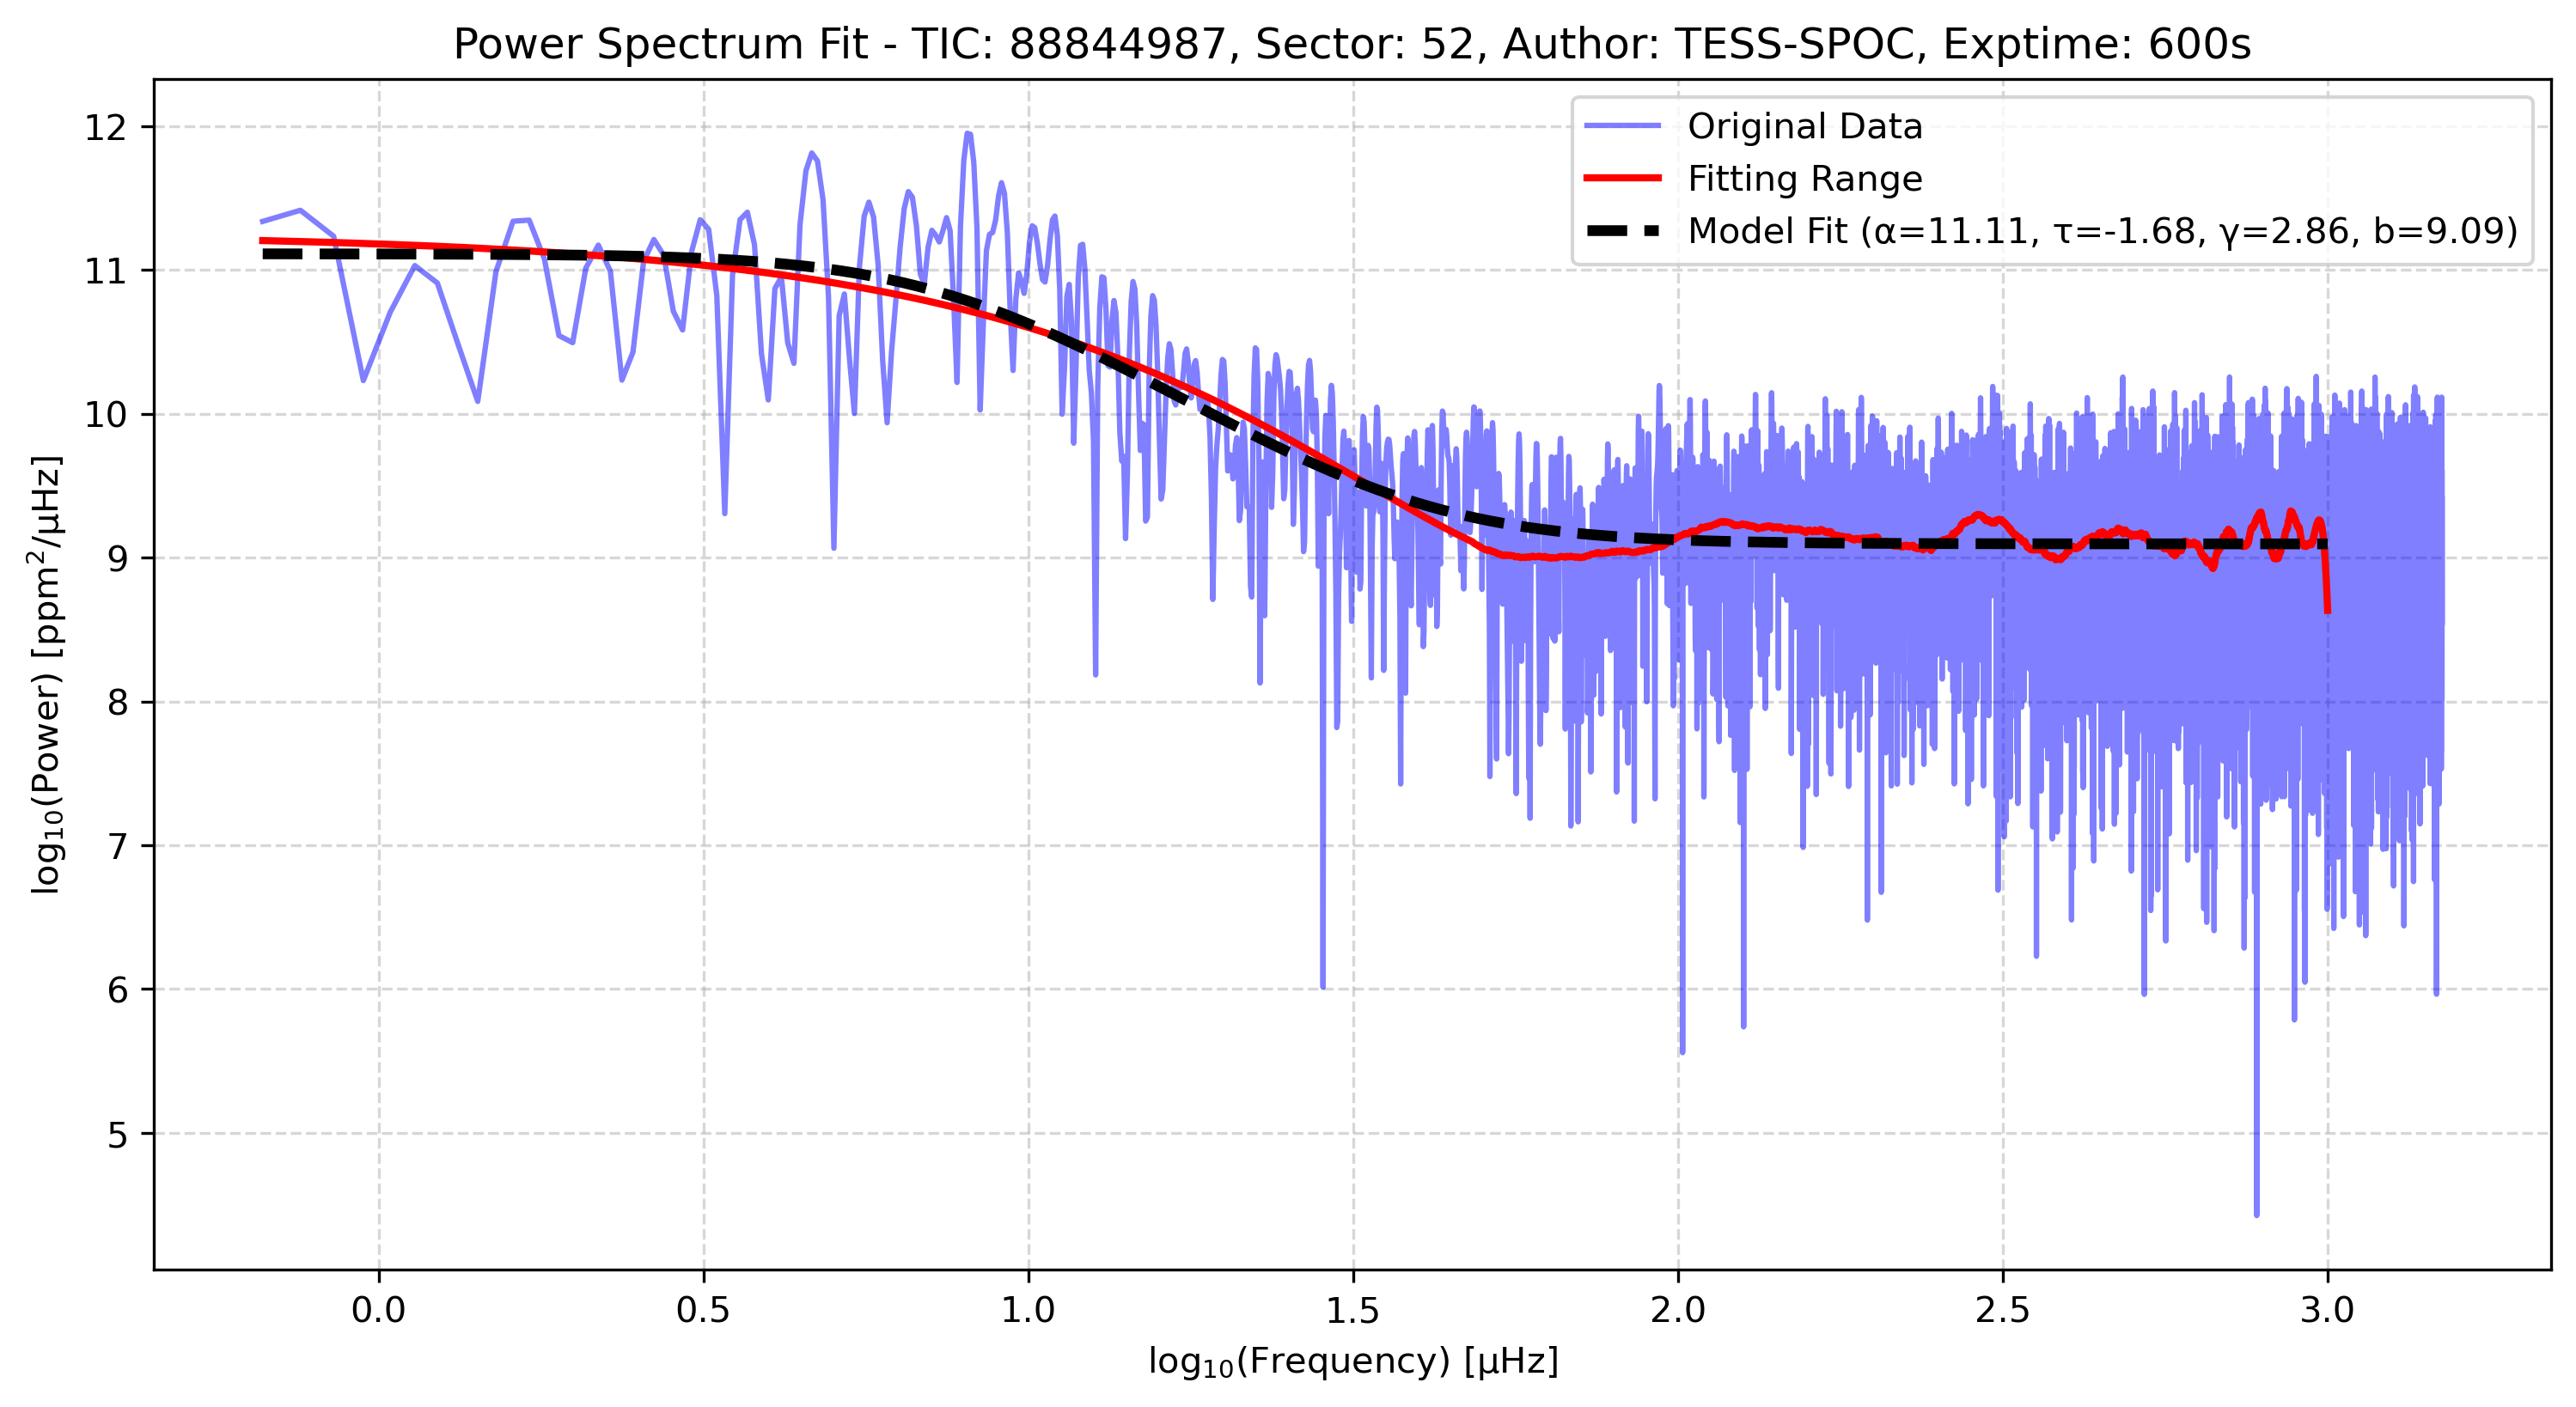 Power Spectrum Fit - TIC: 88844987, Sector: 52, Author: TESS-SPOC, Exptime: 600s
Original Data
Fitting Range
Model Fit (α=11.11, τ=-1.68, γ=2.86, b=9.09)
log₁₀(Power) [ppm²/μHz]
12
11
10
9
8
7
6
5
0.0 0.5 1.0 1.5 2.0 2.5 3.0
log₁₀(Frequency) [μHz]